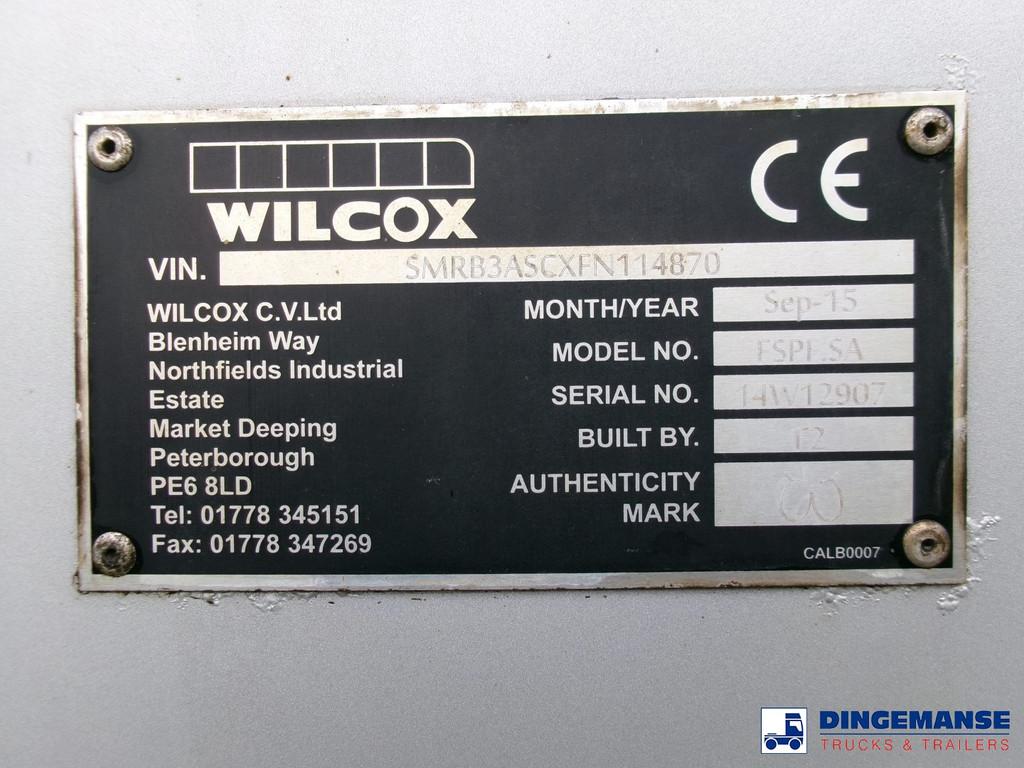 WILCOX
CE
VIN. SMRB3ASCXFN114870
WILCOX C.V.Ltd
Blenheim Way
Northfields Industrial
Estate
Market Deeping
Peterborough
PE6 8LD
Tel: 01778 345151
Fax: 01778 347269
MONTH/YEAR Sep-15
MODEL NO.
SERIAL NO. 14W12907
BUILT BY.
AUTHENTICITY
MARK
CALB0007
DINGEMANSE
TRUCKS & TRAILERS